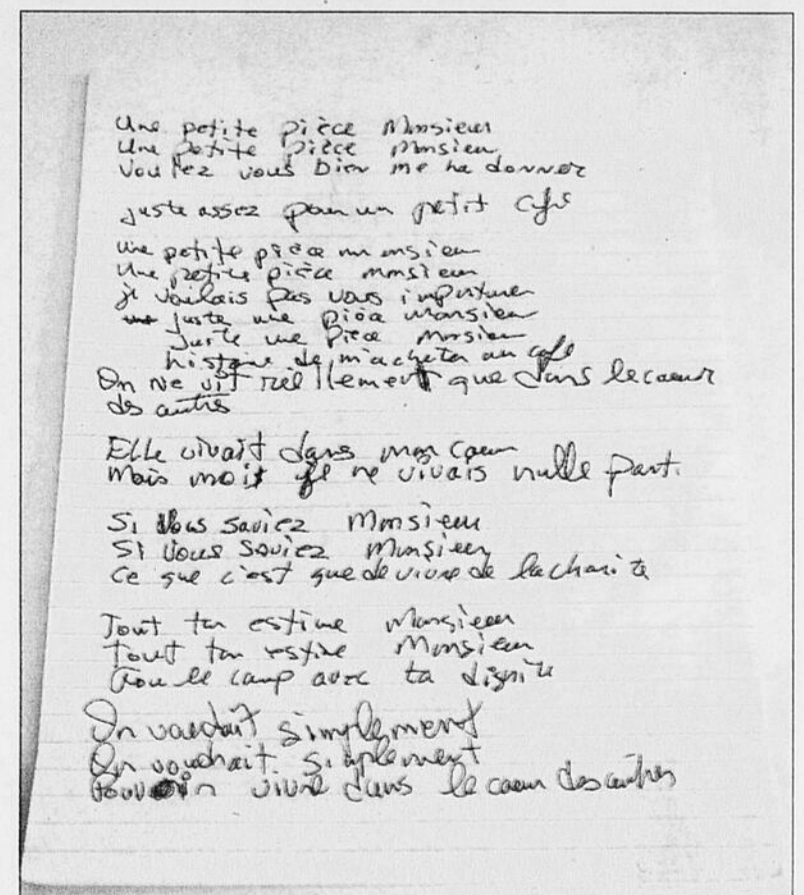 Une petite pièce Monsieur
Une petite pièce Monsieur
Voulez vous bien me la donner
juste assez pour un petit café
une petite pièce monsieur
Une petite pièce monsieur
je voulais pas vous importuner
juste une pièce monsieur
Juste une pièce Monsieur
histoire de m'acheter un café
On ne vit réellement que dans le coeur
des autres
Elle vivait dans mon coeur
Mais moi je ne vivais nulle part.
Si vous saviez Monsieur
Si vous saviez Monsieur
Ce que c'est que de vivre de la charité
Tout ton estime Monsieur
Tout ton estime Monsieur
Fou le camp avec ta dignité
On voudrait simplement
On voudrait simplement
Pouvoir vivre dans le coeur des autres